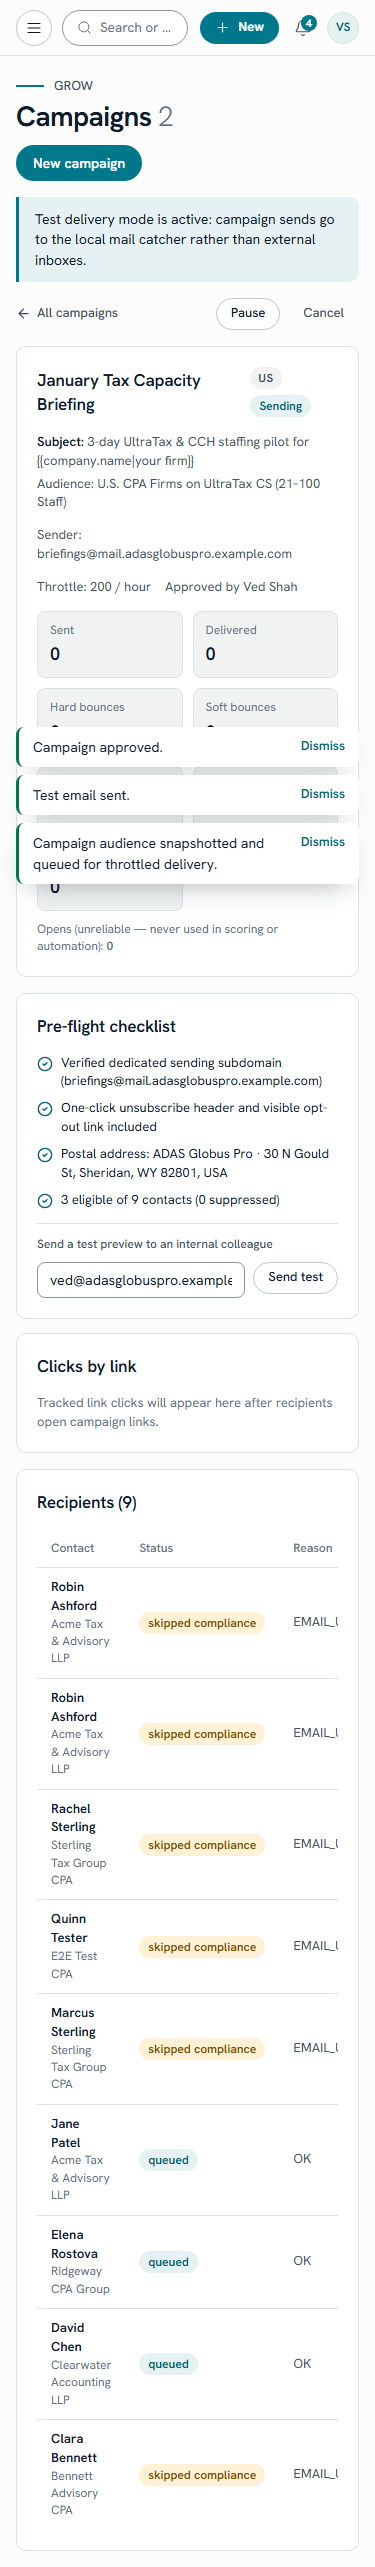 Search or ...
New
4
VS
GROW
Campaigns 2
New campaign
Test delivery mode is active: campaign sends go
to the local mail catcher rather than external
inboxes.
All campaigns
Pause
Cancel
January Tax Capacity
Briefing
US
Sending
Subject: 3-day UltraTax & CCH staffing pilot for
{{company.name|your firm}}
Audience: U.S. CPA Firms on UltraTax CS (21–100
Staff)
Sender:
briefings@mail.adasglobuspro.example.com
Throttle: 200 / hour Approved by Ved Shah
Sent
0
Delivered
0
Hard bounces
Soft bounces
Campaign approved.
Dismiss
Test email sent.
Dismiss
Campaign audience snapshotted and
queued for throttled delivery.
Dismiss
0
Opens (unreliable — never used in scoring or
automation): 0
Pre-flight checklist
Verified dedicated sending subdomain
(briefings@mail.adasglobuspro.example.com)
One-click unsubscribe header and visible opt-
out link included
Postal address: ADAS Globus Pro · 30 N Gould
St, Sheridan, WY 82801, USA
3 eligible of 9 contacts (0 suppressed)
Send a test preview to an internal colleague
ved@adasglobuspro.example
Send test
Clicks by link
Tracked link clicks will appear here after recipients
open campaign links.
Recipients (9)
Contact Status Reason
Robin
Ashford
Acme Tax
& Advisory
LLP
skipped compliance
EMAIL_U
Robin
Ashford
Acme Tax
& Advisory
LLP
skipped compliance
EMAIL_U
Rachel
Sterling
Sterling
Tax Group
CPA
skipped compliance
EMAIL_U
Quinn
Tester
E2E Test
CPA
skipped compliance
EMAIL_U
Marcus
Sterling
Sterling
Tax Group
CPA
skipped compliance
EMAIL_U
Jane
Patel
Acme Tax
& Advisory
LLP
queued
OK
Elena
Rostova
Ridgeway
CPA Group
queued
OK
David
Chen
Clearwater
Accounting
LLP
queued
OK
Clara
Bennett
Bennett
Advisory
CPA
skipped compliance
EMAIL_U